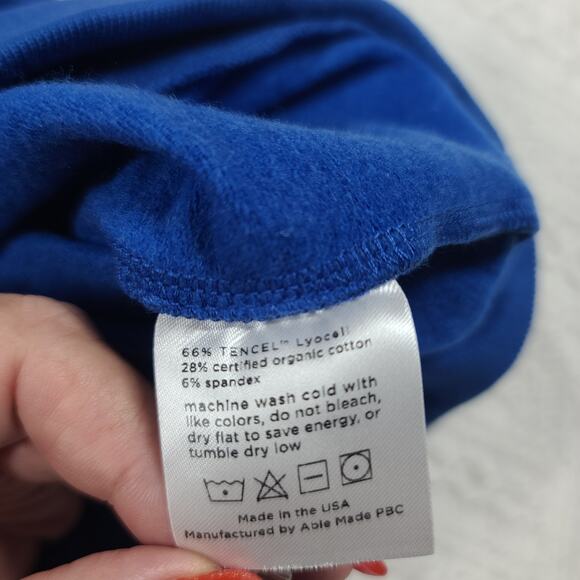 66% TENCEL™ Lyocell
28% certified organic cotton
6% spandex
machine wash cold with
like colors, do not bleach,
dry flat to save energy, or
tumble dry low
Made in the USA
Manufactured by Able Made PBC